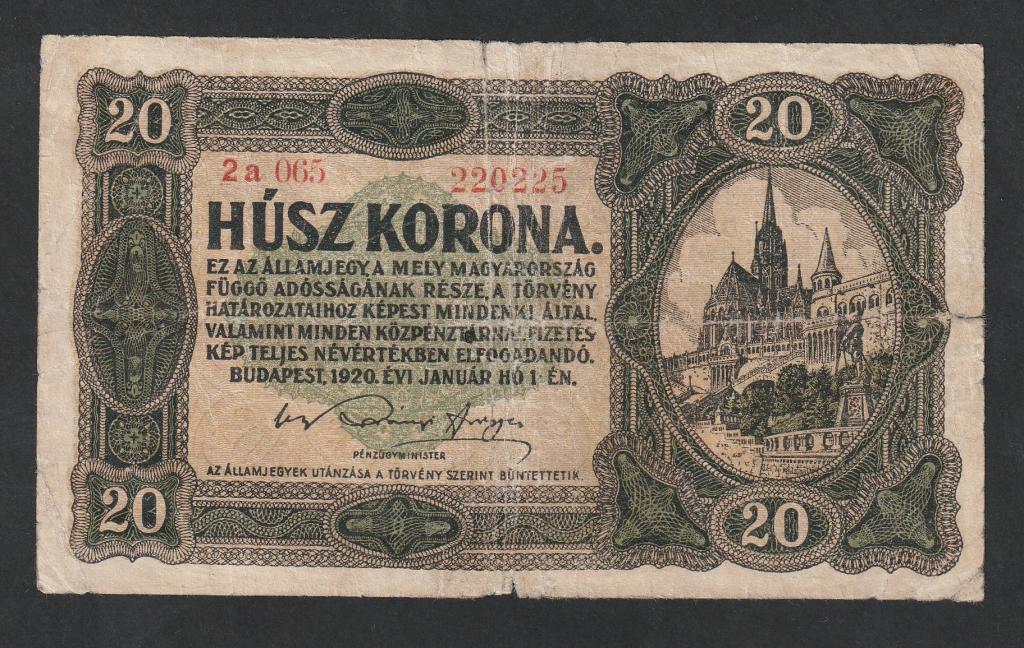 20
20
2a 065
220225
HÚSZ KORONA.
EZ AZ ÁLLAMJEGY, A MELY MAGYARORSZÁG
FÜGGŐ ADÓSSÁGÁNAK RÉSZE, A TÖRVÉNY
HATÁROZATAIHOZ KÉPEST MINDENKI ÁLTAL,
VALAMINT MINDEN KÖZPÉNZTÁRNÁL FIZETÉS
KÉP TELJES NÉVÉRTÉKBEN ELFOGADANDÓ.
BUDAPEST, 1920. ÉVI JANUÁR HÓ 1-ÉN.
PÉNZÜGYMINISTER
AZ ÁLLAMJEGYEK UTÁNZÁSA A TÖRVÉNY SZERINT BÜNTETTETIK.
20
20